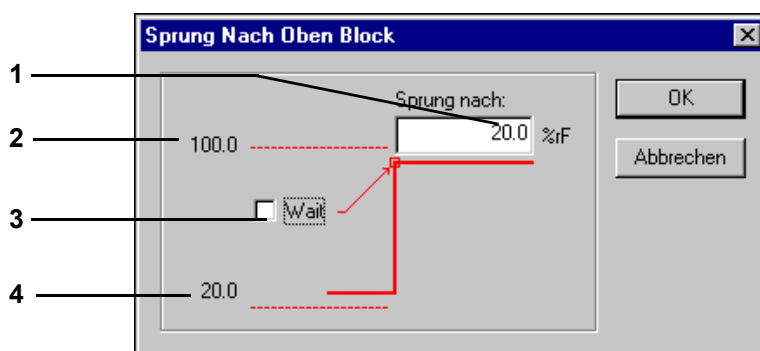 Sprung Nach Oben Block
1
Sprung nach:
20.0 %rF
OK
2
100.0
Abbrechen
3
Wait
4
20.0